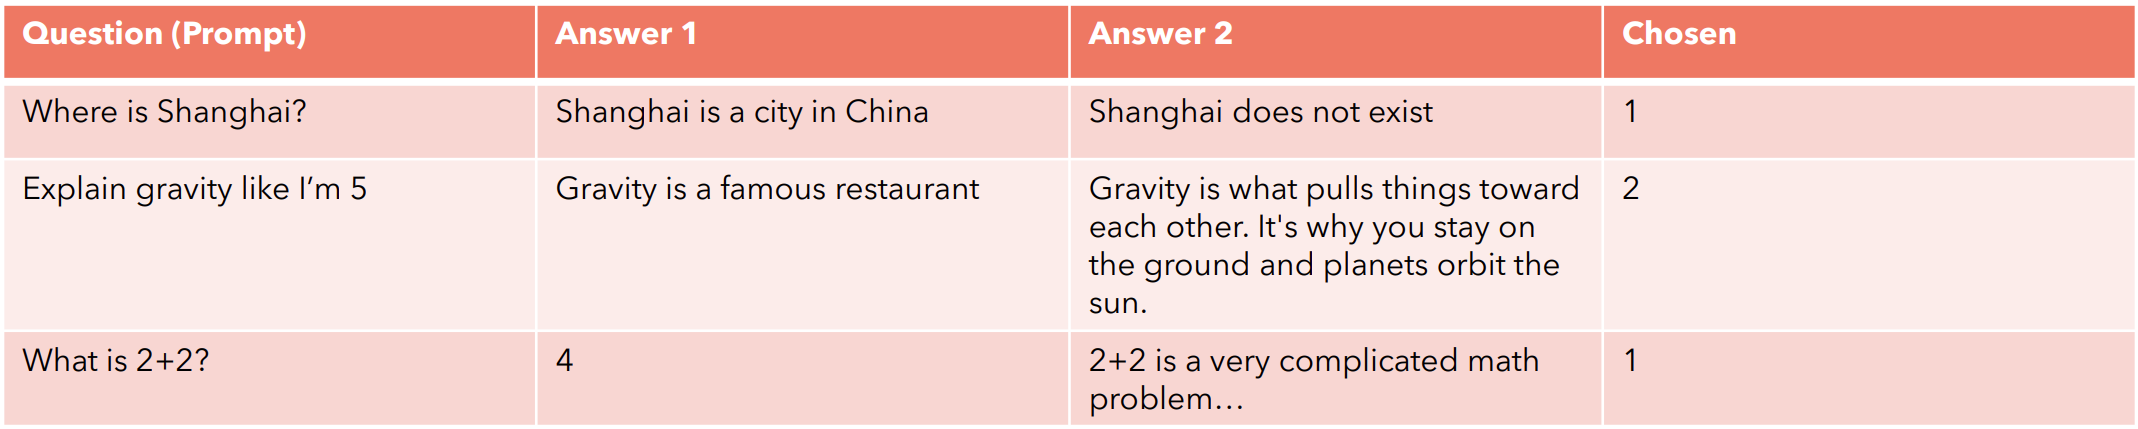 Question (Prompt) Answer 1 Answer 2 Chosen
Where is Shanghai? Shanghai is a city in China Shanghai does not exist 1
Explain gravity like I’m 5 Gravity is a famous restaurant Gravity is what pulls things toward 2
each other. It's why you stay on
the ground and planets orbit the
sun.
What is 2+2? 4 2+2 is a very complicated math 1
problem…